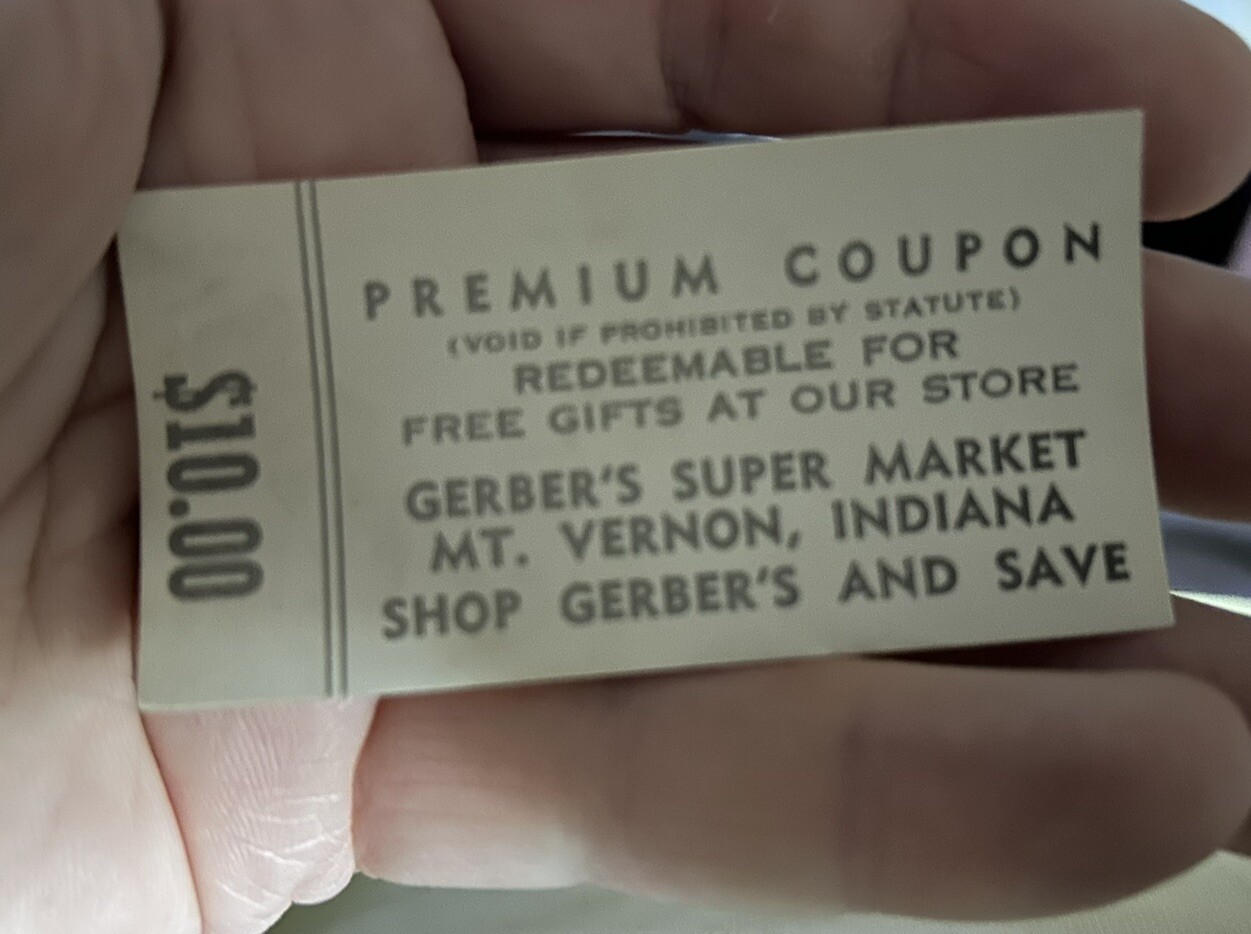 $10.00
PREMIUM COUPON
(VOID IF PROHIBITED BY STATUTE)
REDEEMABLE FOR
FREE GIFTS AT OUR STORE
GERBER'S SUPER MARKET
MT. VERNON, INDIANA
SHOP GERBER'S AND SAVE